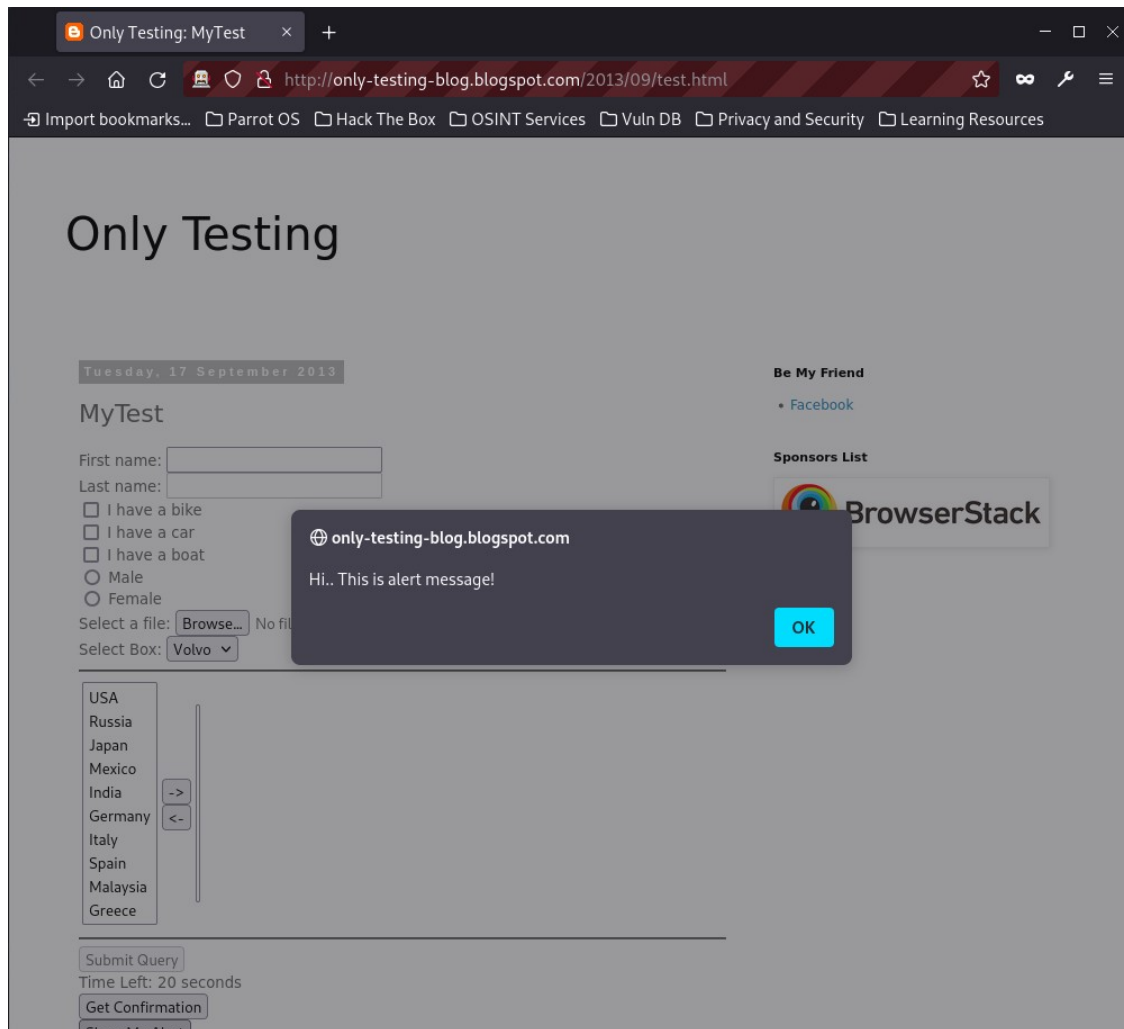 Only Testing: MyTest
http://only-testing-blog.blogspot.com/2013/09/test.html
Import bookmarks... Parrot OS Hack The Box OSINT Services Vuln DB Privacy and Security Learning Resources
Only Testing
Tuesday, 17 September 2013
MyTest
First name:
Last name:
I have a bike
I have a car
I have a boat
Male
Female
Select a file: Browse... No fil
Select Box: Volvo
USA
Russia
Japan
Mexico
India
Germany
Italy
Spain
Malaysia
Greece
->
<-
Submit Query
Time Left: 20 seconds
Get Confirmation
Be My Friend
Facebook
Sponsors List
BrowserStack
only-testing-blog.blogspot.com
Hi.. This is alert message!
OK